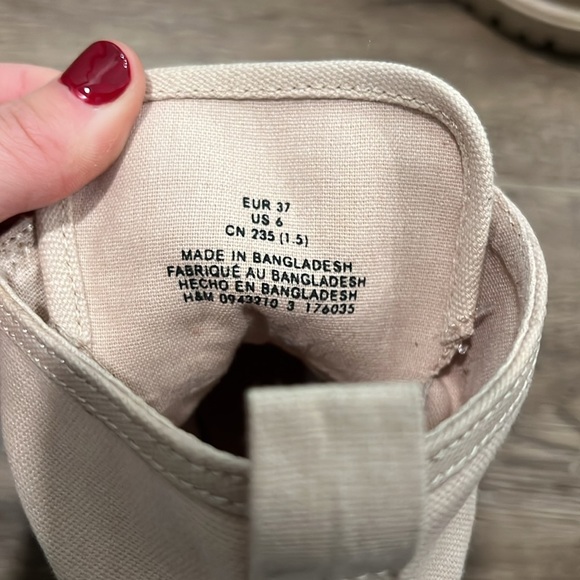 EUR 37
US 6
CN 235 (1.5)
MADE IN BANGLADESH
FABRIQUÉ AU BANGLADESH
HECHO EN BANGLADESH
H&M 0943210 3 176035